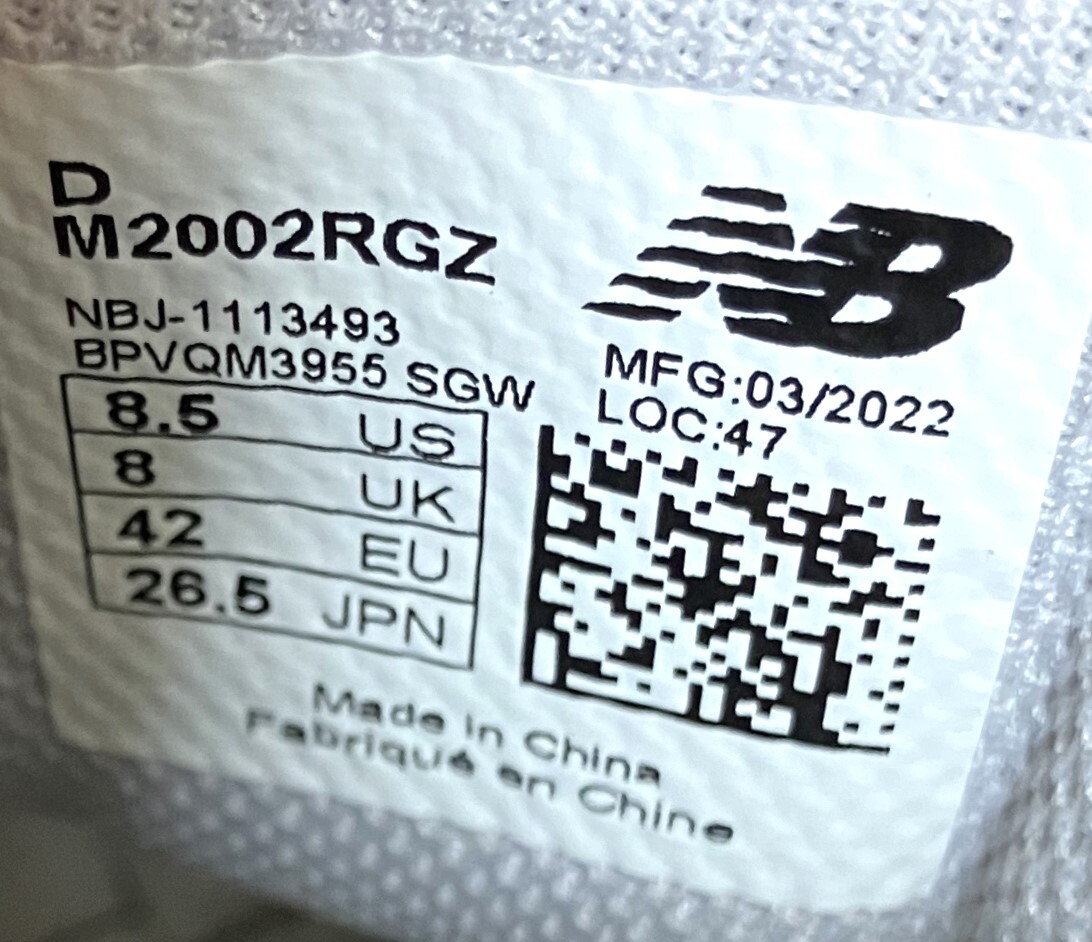 D
M2002RGZ
NBJ-1113493
BPVQM3955 SGW
8.5 US
8 UK
42 EU
26.5 JPN
NB
MFG:03/2022
LOC:47
Made in China
Fabriqué en Chine